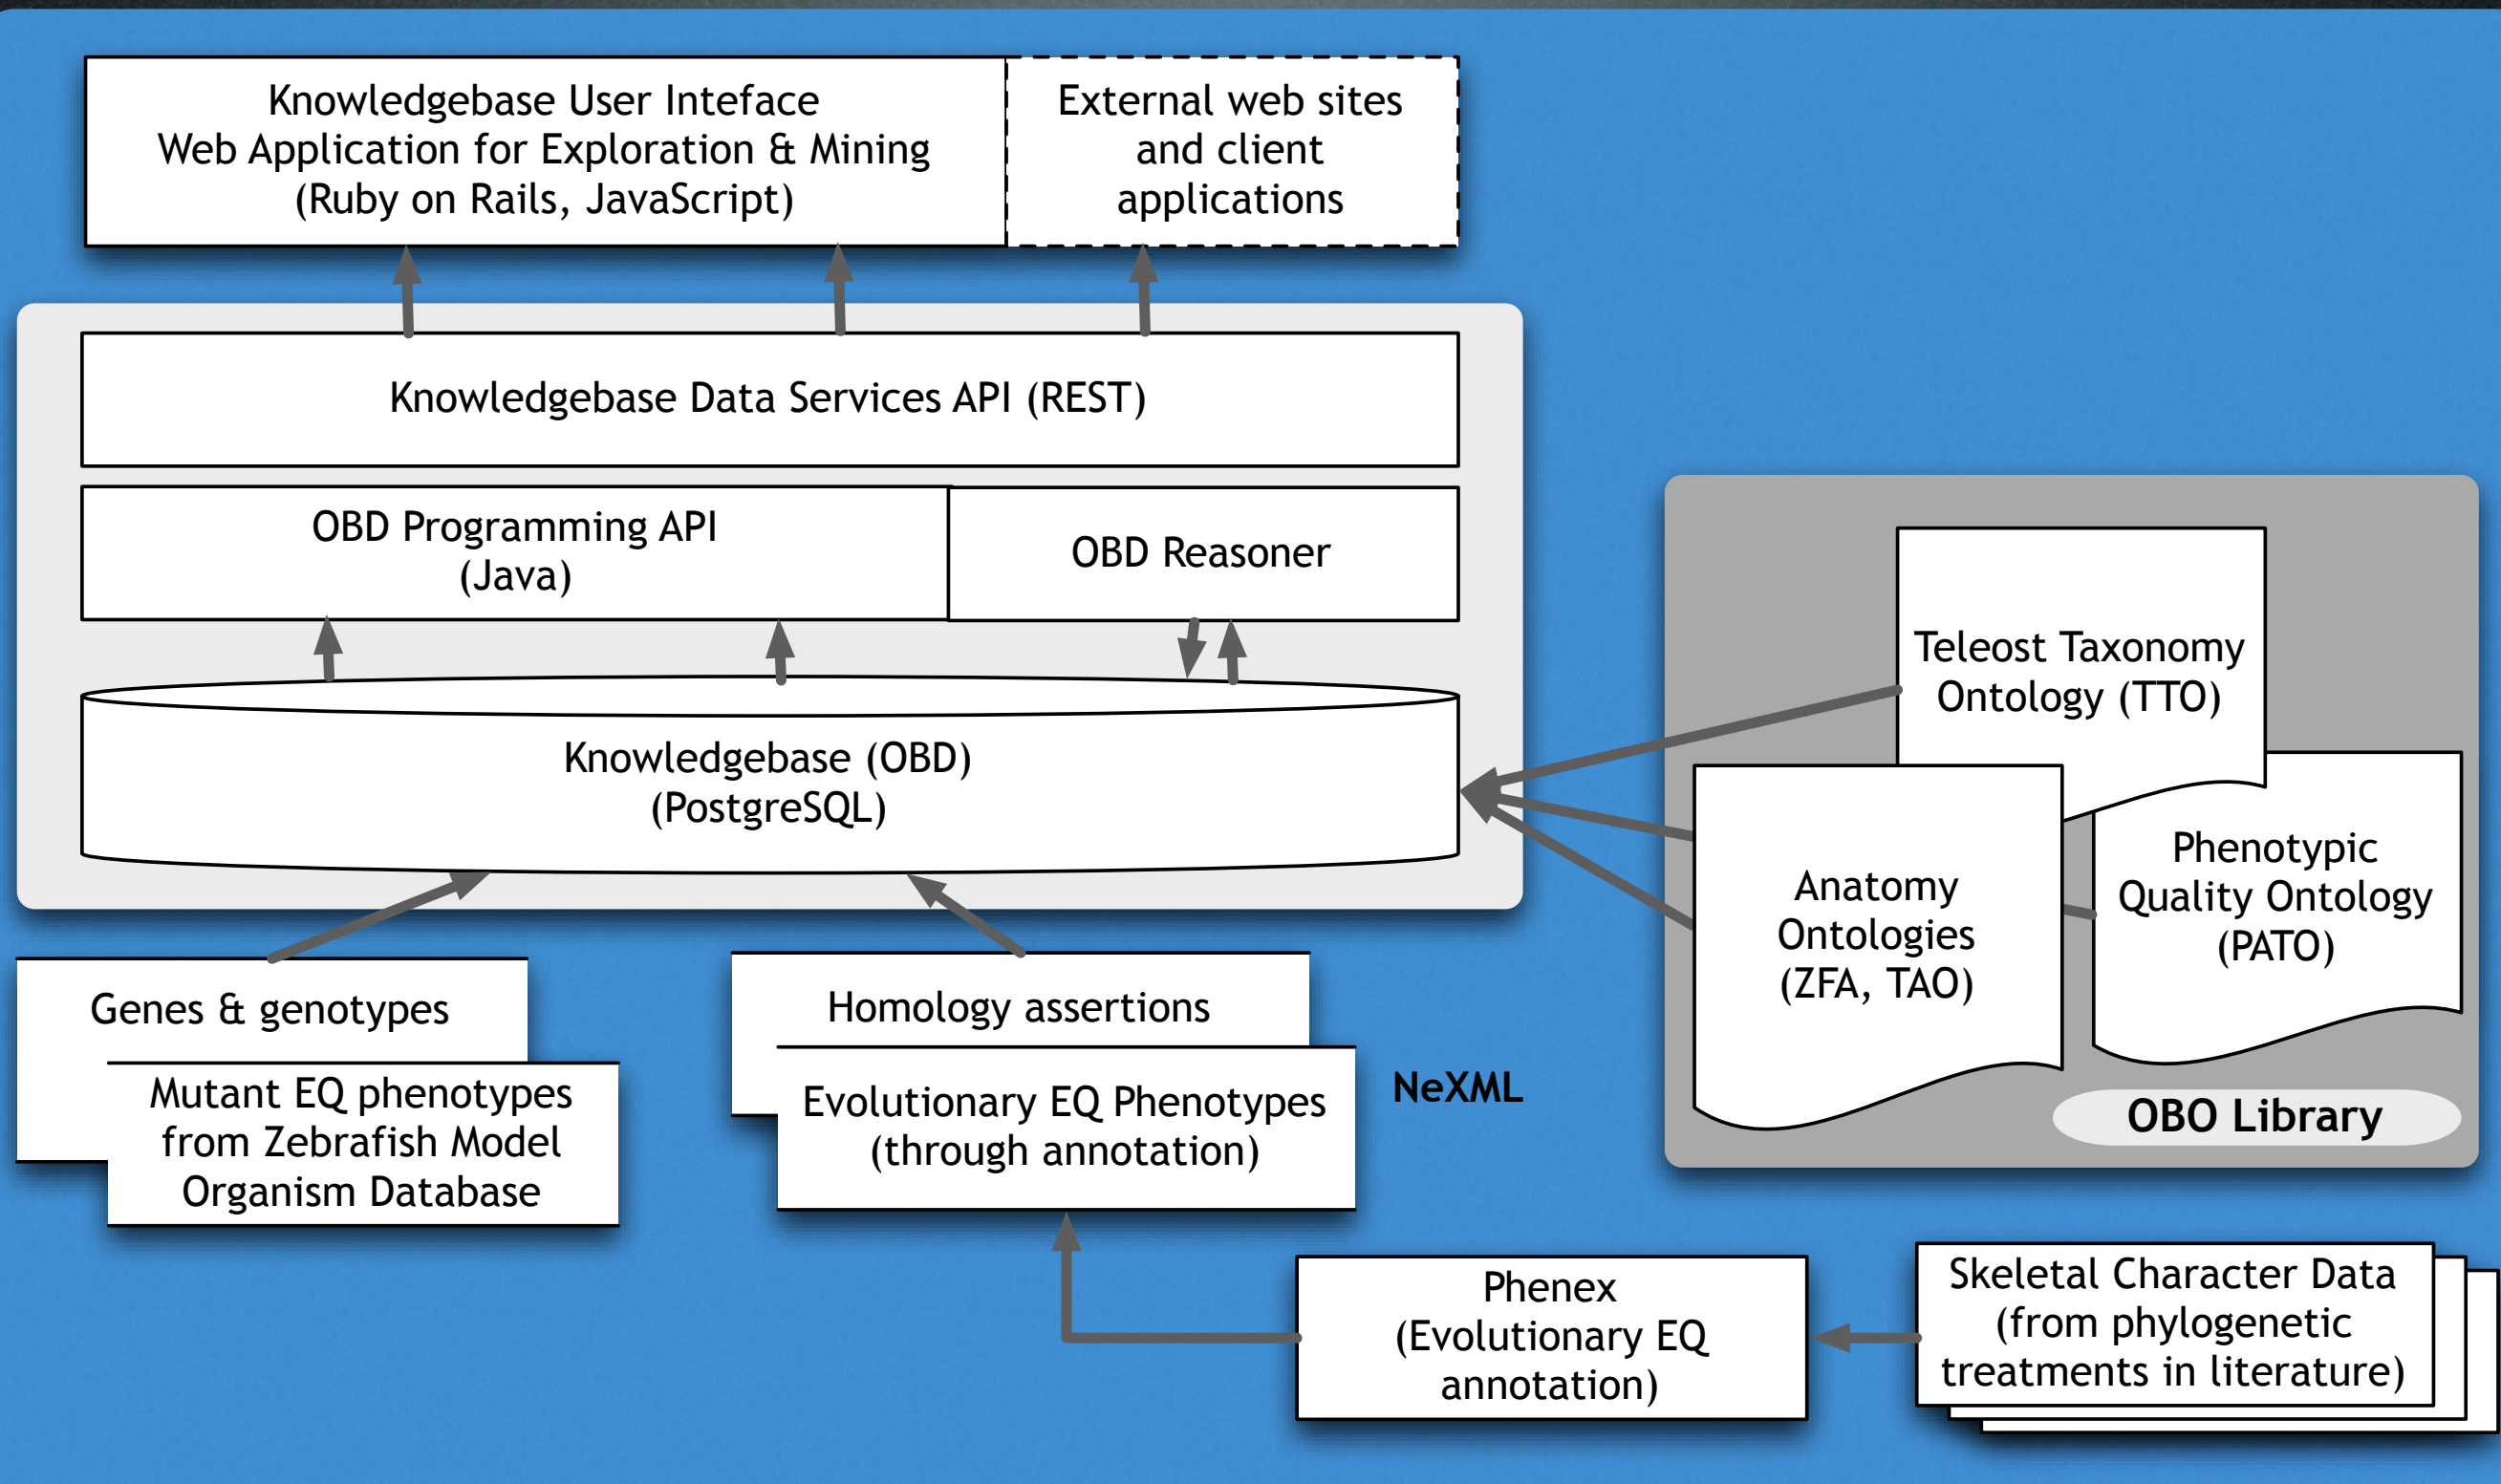 Knowledgebase User Inteface
Web Application for Exploration & Mining
(Ruby on Rails, JavaScript)
External web sites
and client
applications
Knowledgebase Data Services API (REST)
OBD Programming API
(Java)
OBD Reasoner
Knowledgebase (OBD)
(PostgreSQL)
Teleost Taxonomy
Ontology (TTO)
Anatomy
Ontologies
(ZFA, TAO)
Phenotypic
Quality Ontology
(PATO)
OBO Library
Genes & genotypes
Mutant EQ phenotypes
from Zebrafish Model
Organism Database
Homology assertions
Evolutionary EQ Phenotypes
(through annotation)
NeXML
Phenex
(Evolutionary EQ
annotation)
Skeletal Character Data
(from phylogenetic
treatments in literature)